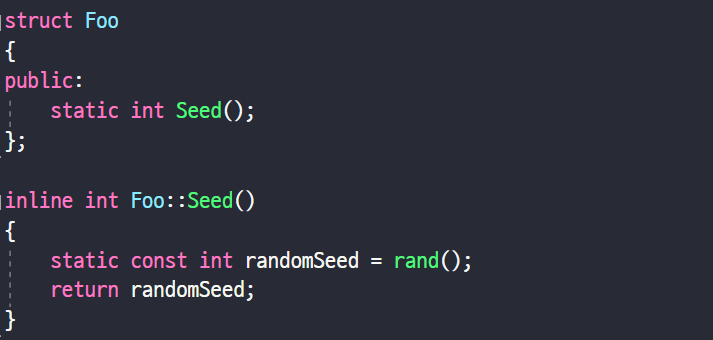 struct Foo
{
public:
    static int Seed();
};

inline int Foo::Seed()
{
    static const int randomSeed = rand();
    return randomSeed;
}